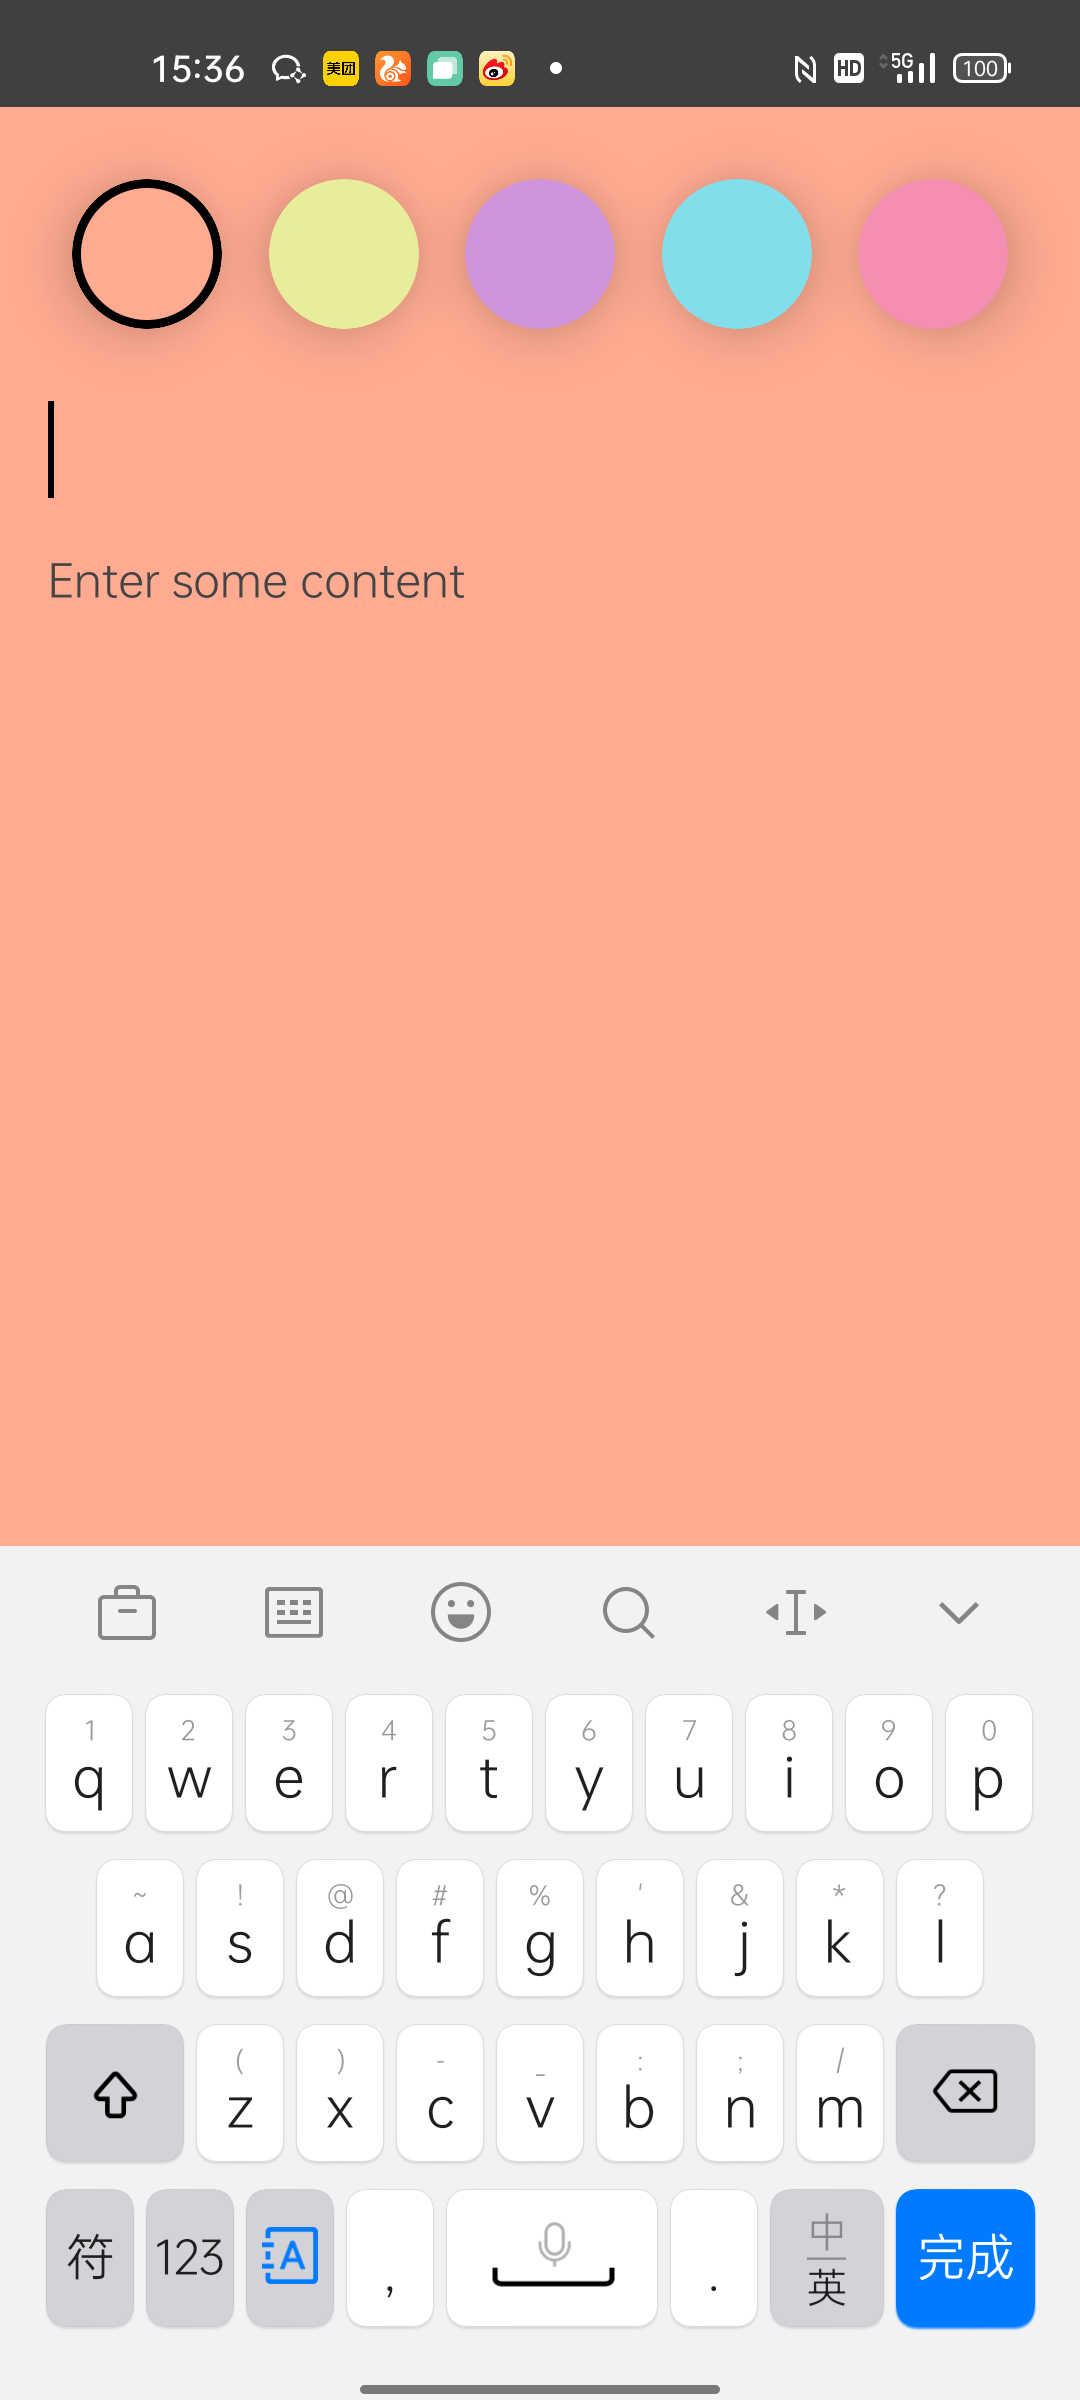 15:36 美团 HD 5G 100
Enter some content
1 2 3 4 5 6 7 8 9 0
q w e r t y u i o p
~ ! @ # % ' & * ?
a s d f g h j k l
( ) - _ : ; /
z x c v b n m
符 123 A , . 中 英 完成